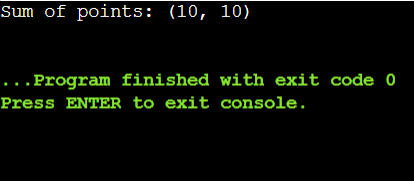 Sum of points: (10, 10)
...Program finished with exit code 0
Press ENTER to exit console.